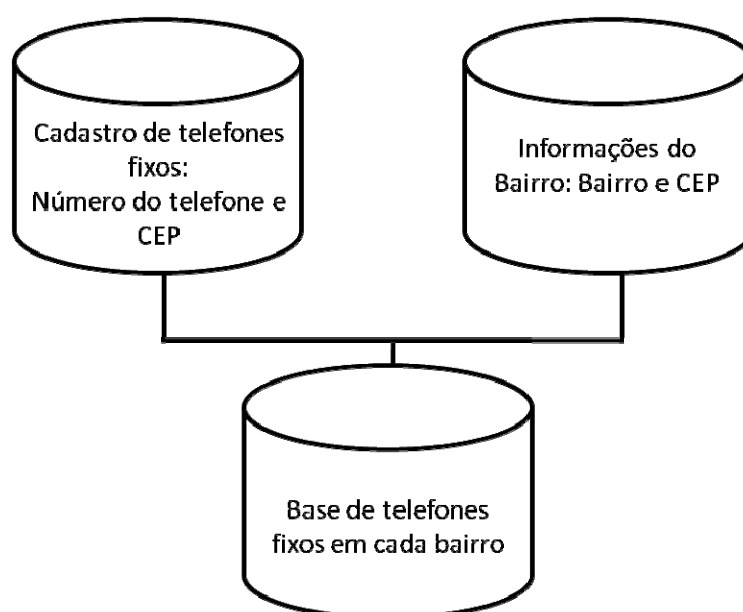 Cadastro de telefones
fixos:
Número do telefone e
CEP
Informações do
Bairro: Bairro e CEP
Base de telefones
fixos em cada bairro